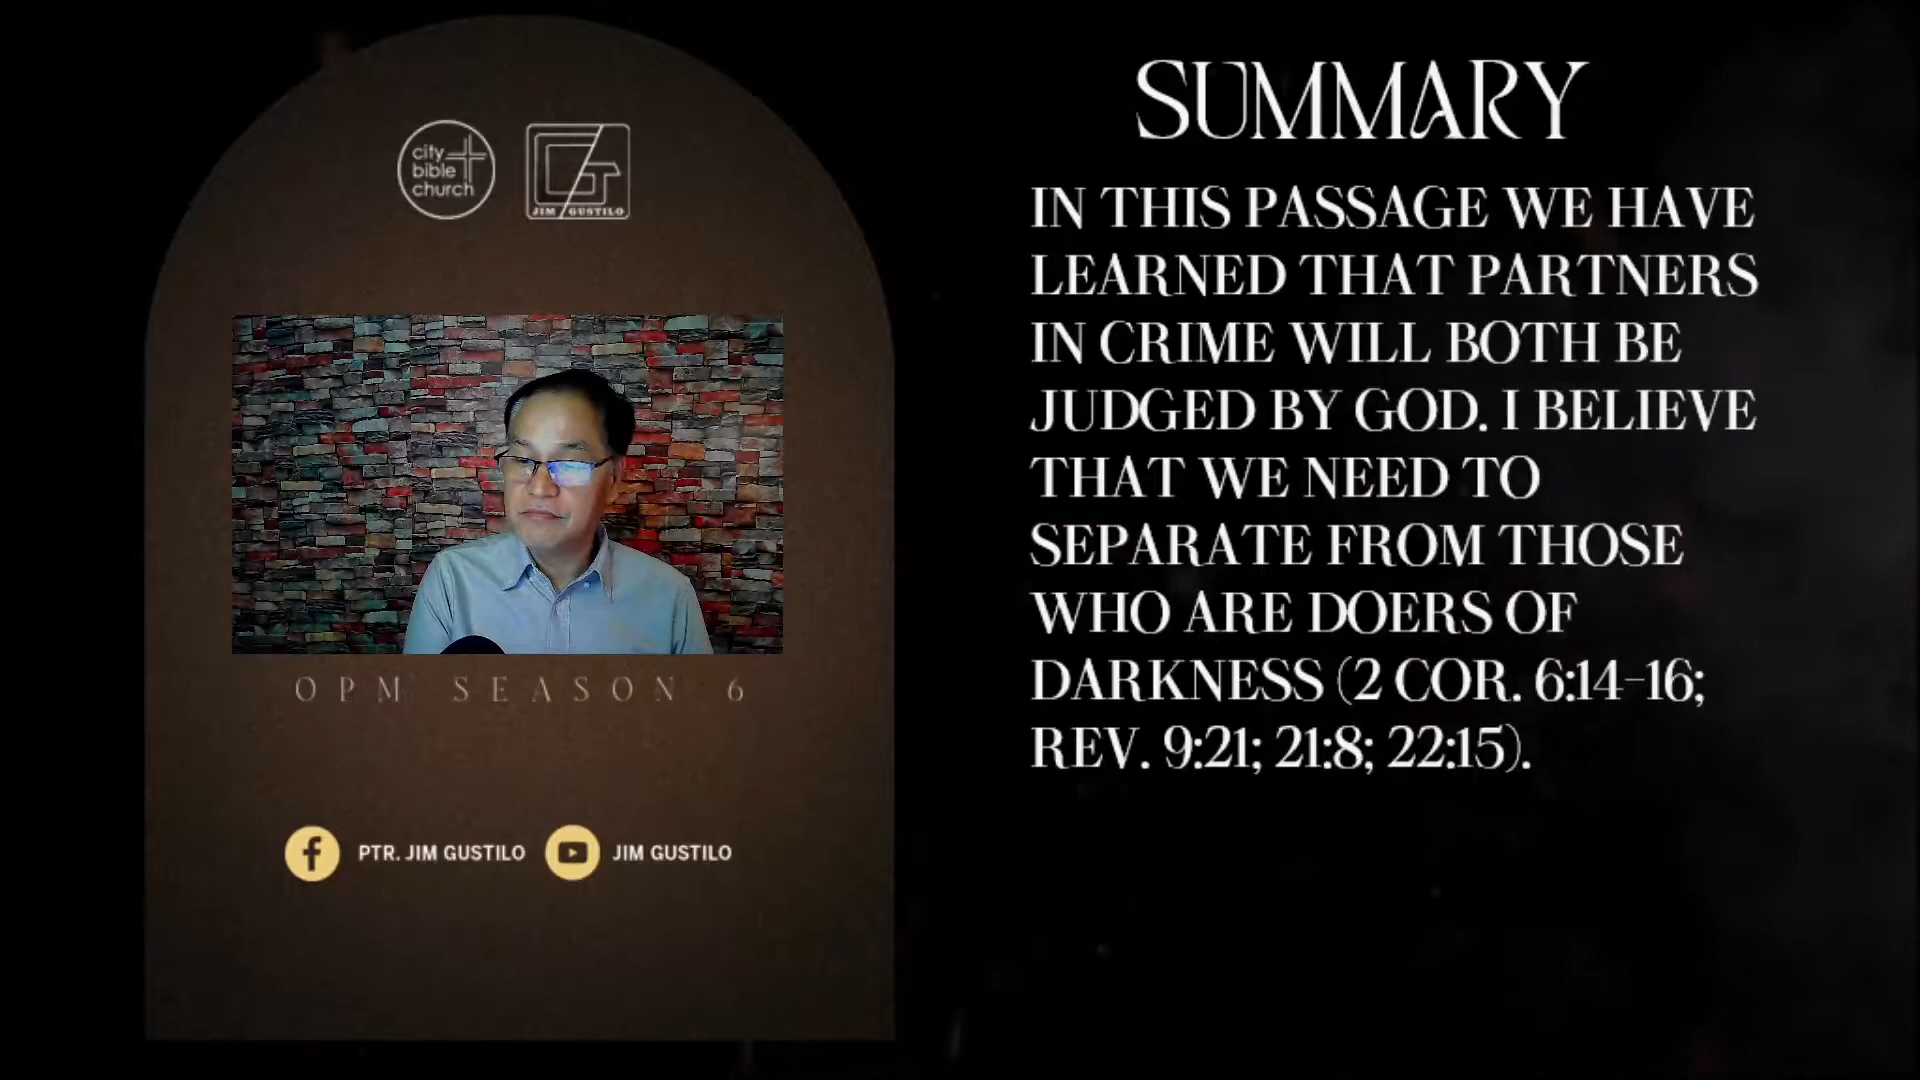 city
bible
church
JIM GUSTILO
OPM SEASON 6
PTR. JIM GUSTILO
JIM GUSTILO
SUMMARY
IN THIS PASSAGE WE HAVE
LEARNED THAT PARTNERS
IN CRIME WILL BOTH BE
JUDGED BY GOD. I BELIEVE
THAT WE NEED TO
SEPARATE FROM THOSE
WHO ARE DOERS OF
DARKNESS (2 COR. 6:14–16;
REV. 9:21; 21:8; 22:15).